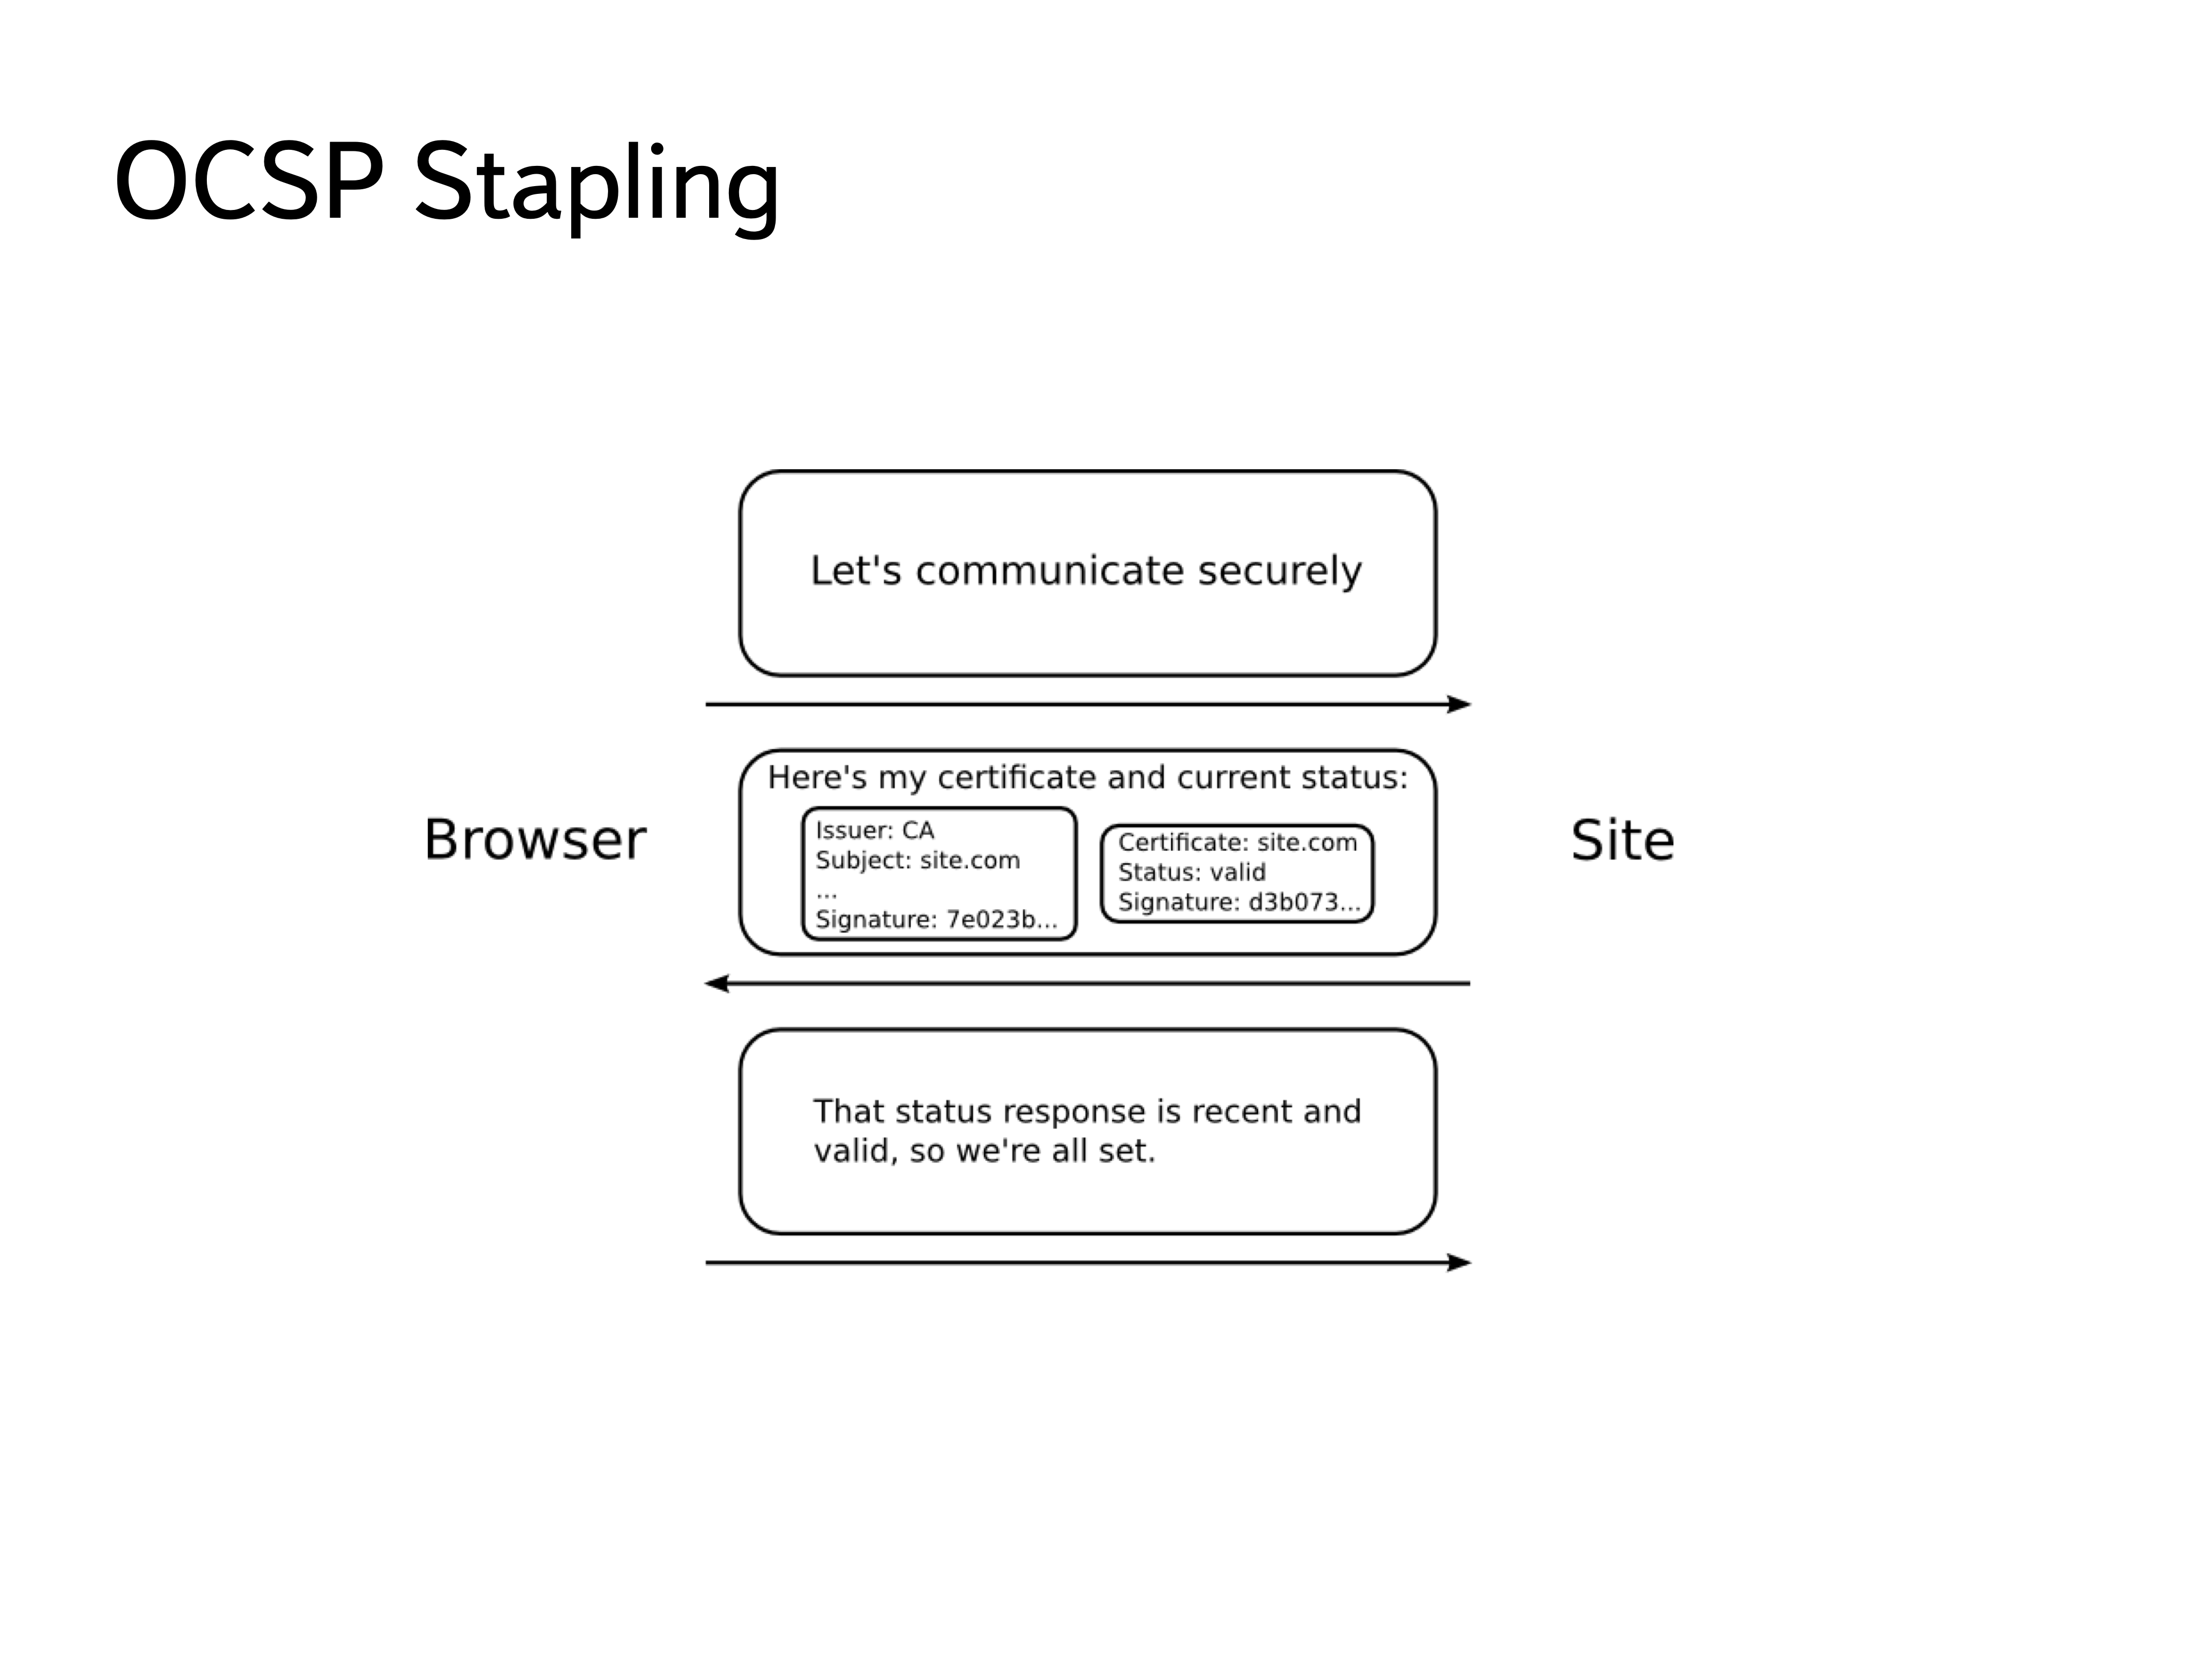 OCSP Stapling
Let's communicate securely
Here's my certificate and current status:
Issuer: CA
Subject: site.com
...
Signature: 7e023b...
Certificate: site.com
Status: valid
Signature: d3b073...
Browser
Site
That status response is recent and
valid, so we're all set.